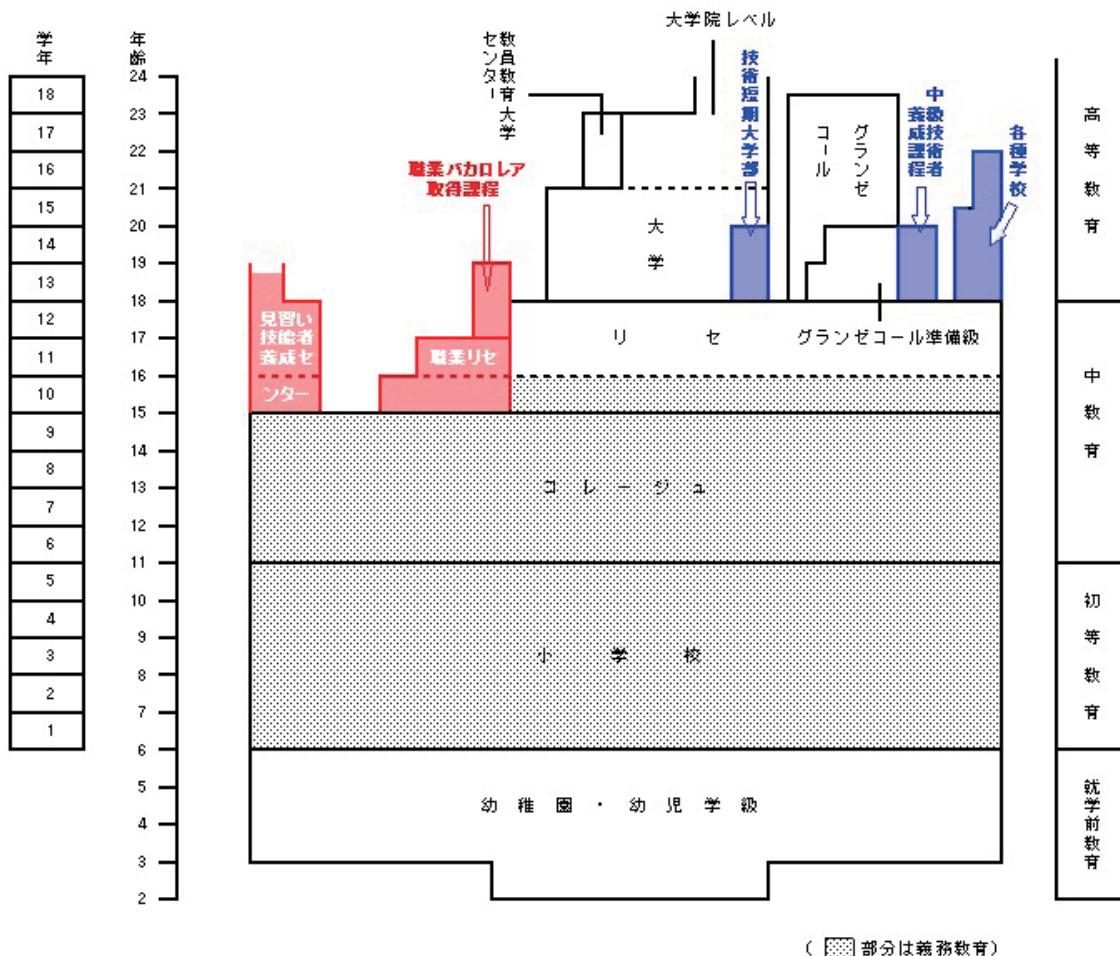 大学院レベル
学年
年齢
教員教育大学
センター
技術短期大学部
中級技術者
養成課程
各種学校
グランゼ
コール
職業バカロレア
取得課程
大学
見習い
技能者
養成セ
ンター
職業リセ
リセ
グランゼコール準備級
コレージュ
小学校
幼稚園・幼児学級
高等教育
中教育
初等教育
就学前教育
18
17
16
15
14
13
12
11
10
9
8
7
6
5
4
3
2
1
24
23
22
21
20
19
18
17
16
15
14
13
12
11
10
9
8
7
6
5
4
3
2
(部分は義務教育)